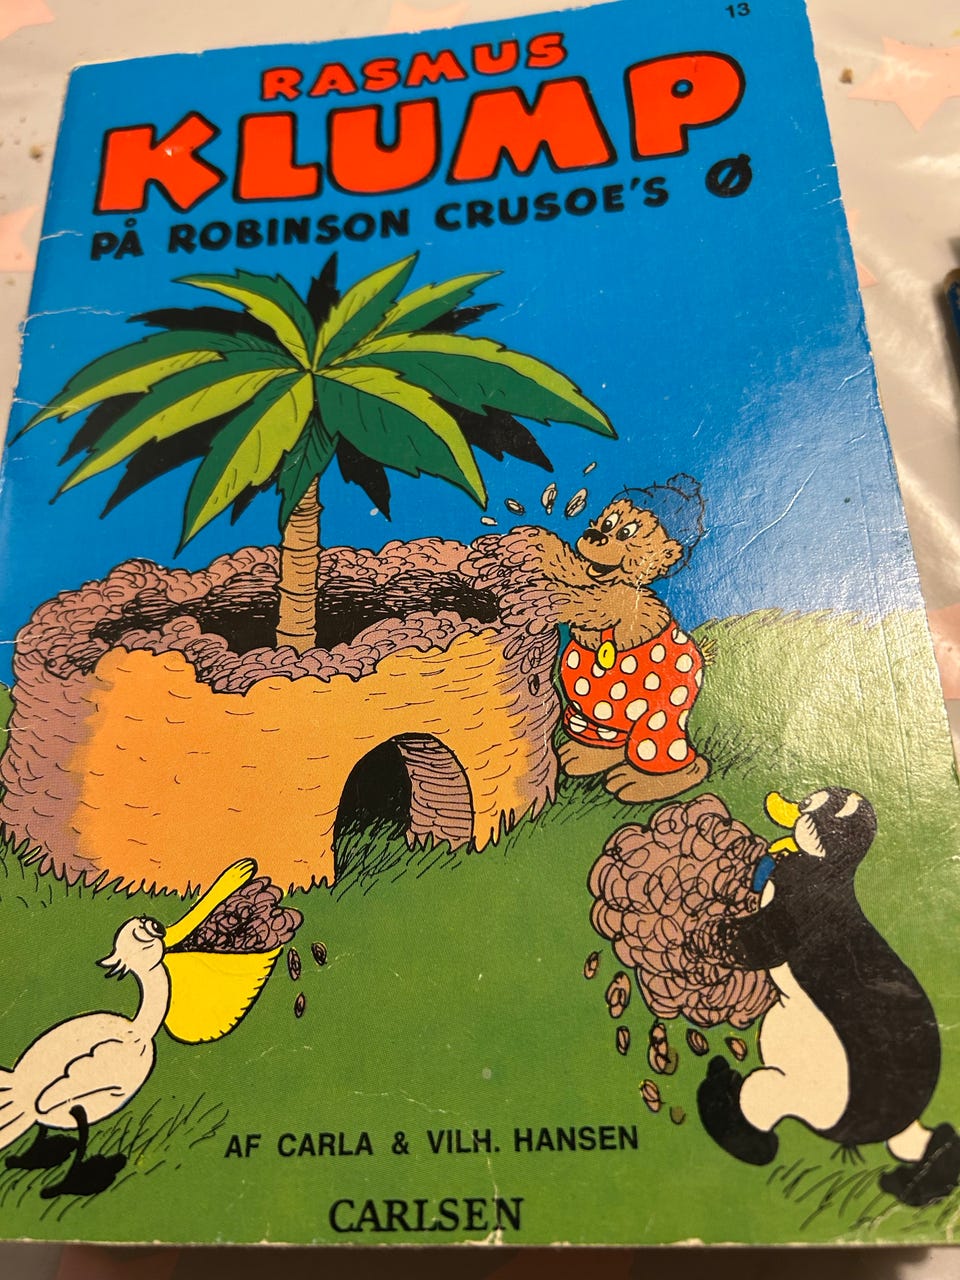 13
RASMUS
KLUMP
PÅ ROBINSON CRUSOE'S Ø
AF CARLA & VILH. HANSEN
CARLSEN